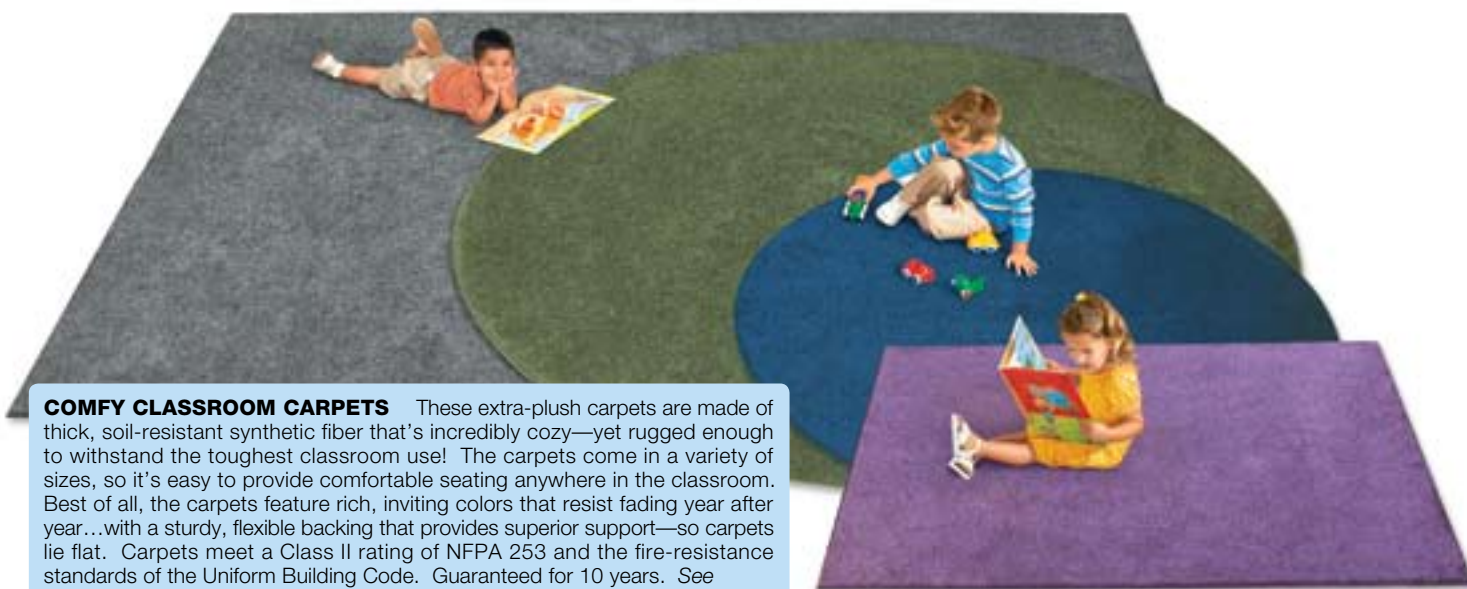 COMFY CLASSROOM CARPETS These extra-plush carpets are made of
thick, soil-resistant synthetic fiber that's incredibly cozy—yet rugged enough
to withstand the toughest classroom use! The carpets come in a variety of
sizes, so it's easy to provide comfortable seating anywhere in the classroom.
Best of all, the carpets feature rich, inviting colors that resist fading year after
year…with a sturdy, flexible backing that provides superior support—so carpets
lie flat. Carpets meet a Class II rating of NFPA 253 and the fire-resistance
standards of the Uniform Building Code. Guaranteed for 10 years. See